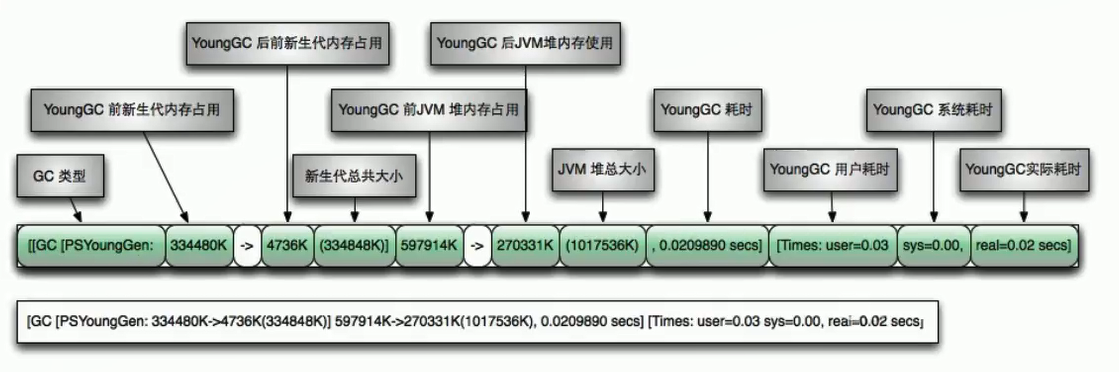 YoungGC 后前新生代内存占用
YoungGC 后JVM堆内存使用
YoungGC 前新生代内存占用
YoungGC 前JVM 堆内存占用
YoungGC 耗时
YoungGC 系统耗时
GC 类型
新生代总共大小
JVM 堆总大小
YoungGC 用户耗时
YoungGC实际耗时
[[GC [PSYoungGen: 334480K -> 4736K (334848K)] 597914K -> 270331K (1017536K) , 0.0209890 secs] [Times: user=0.03 sys=0.00, real=0.02 secs]
[GC [PSYoungGen: 334480K->4736K(334848K)] 597914K->270331K(1017536K), 0.0209890 secs] [Times: user=0.03 sys=0.00, real=0.02 secs]